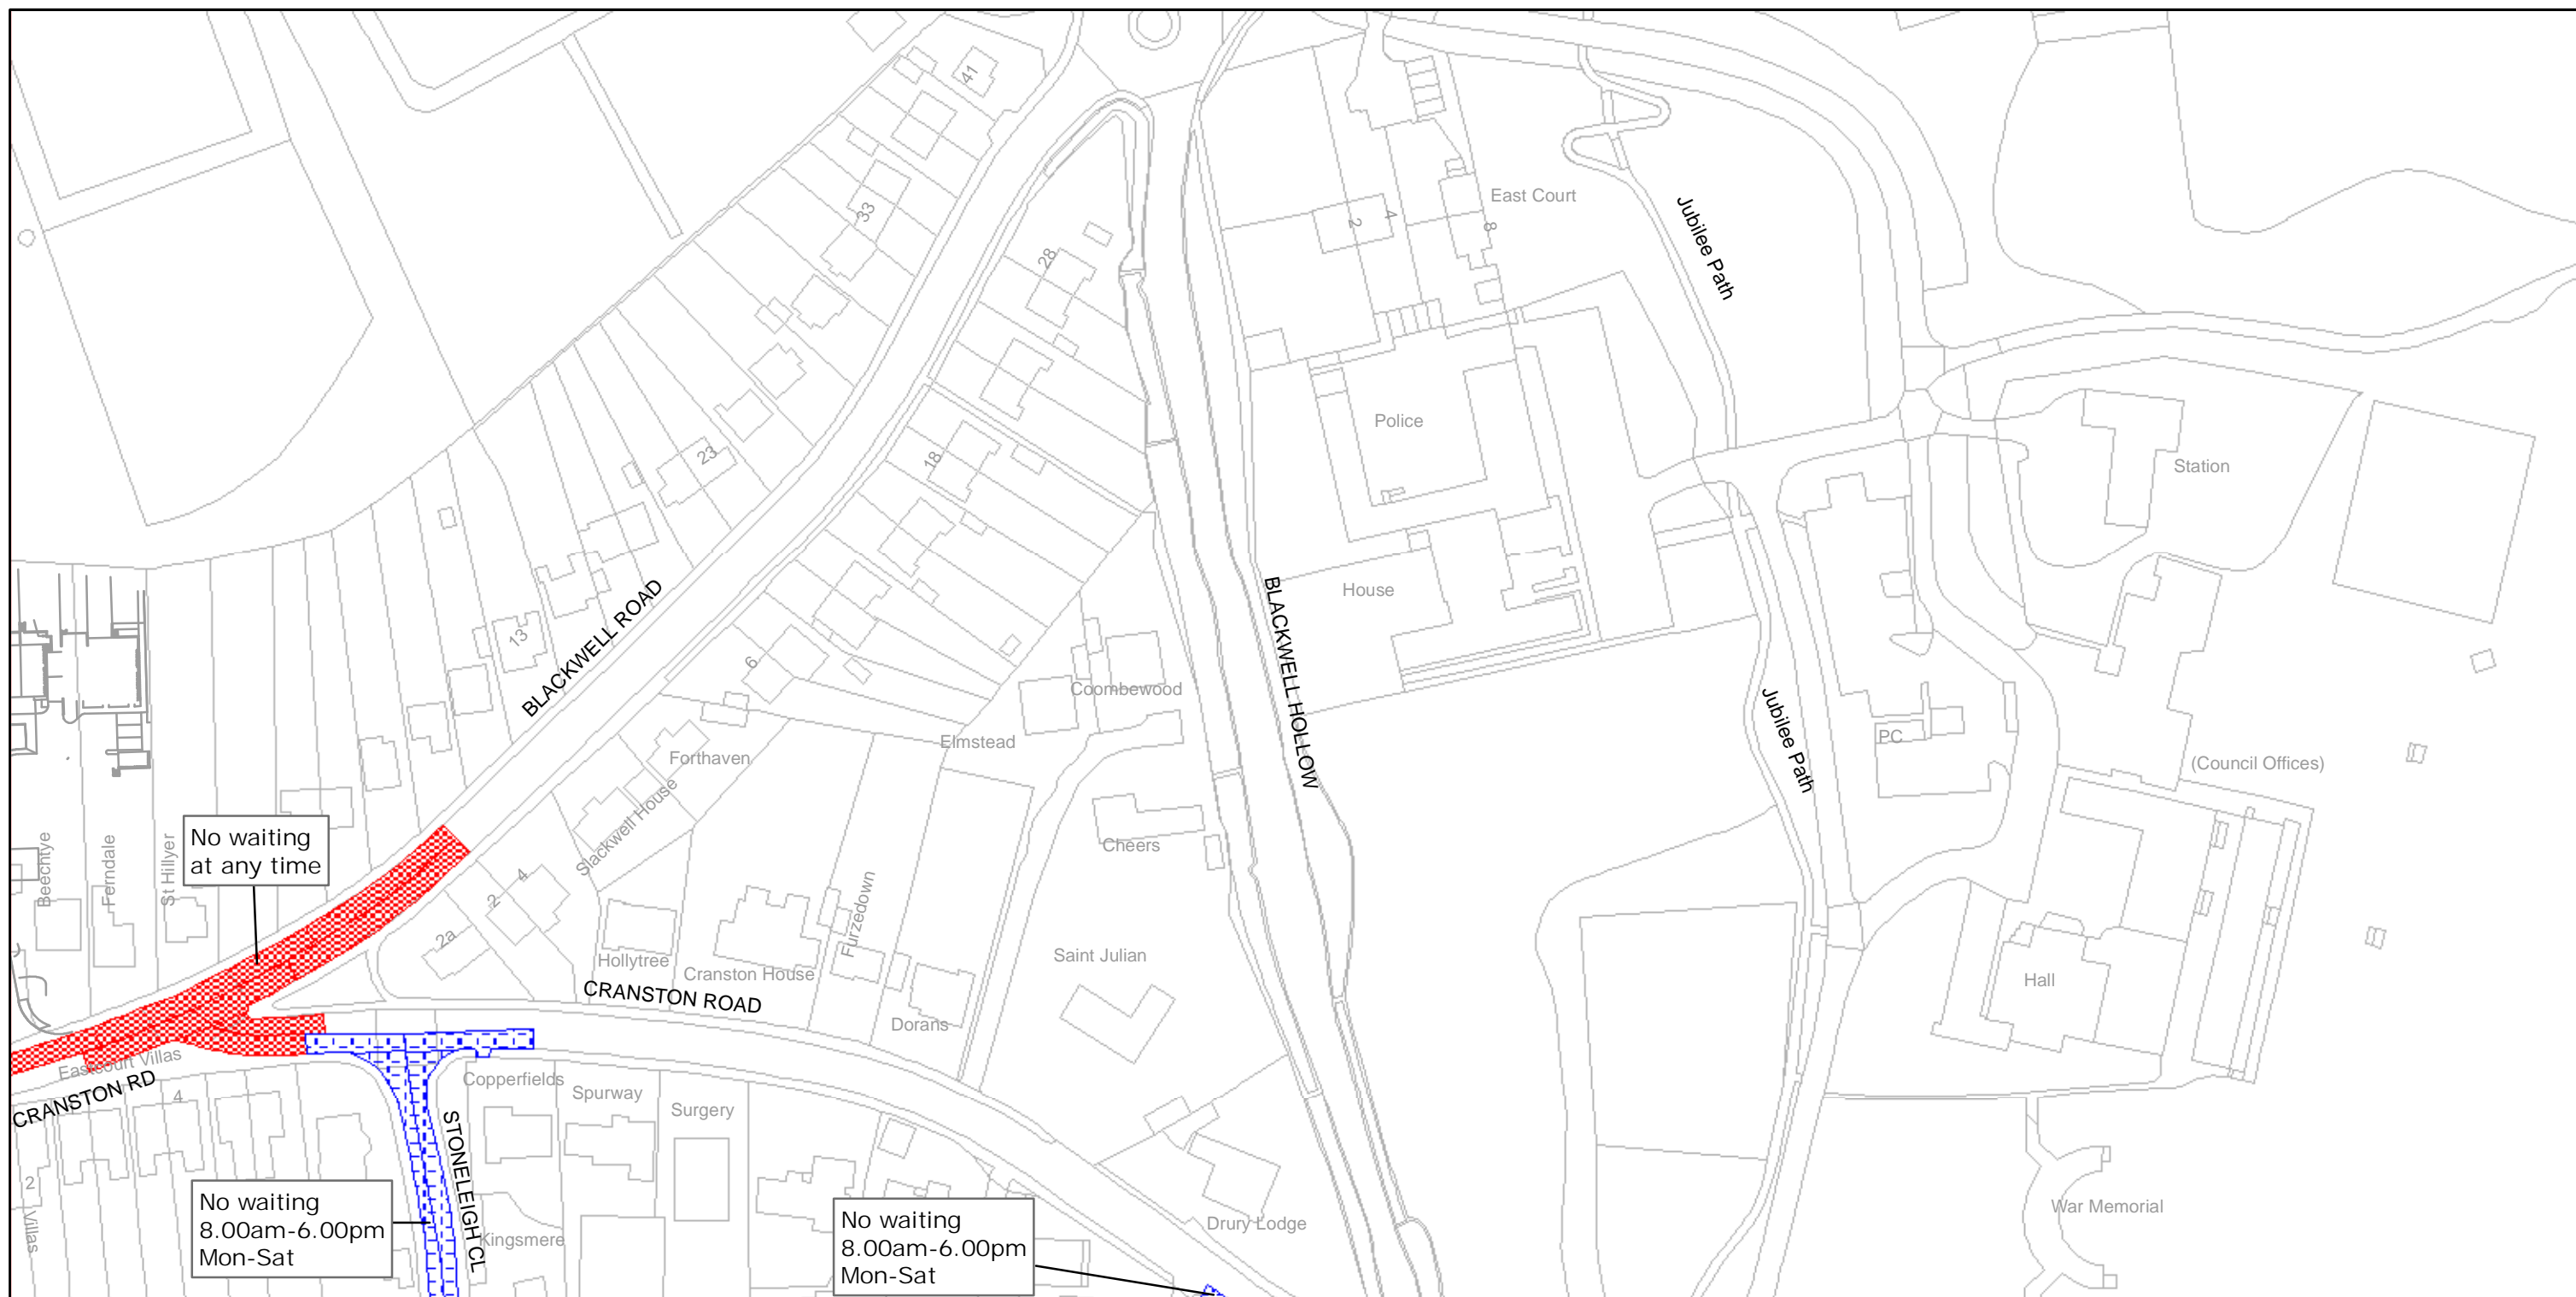 41
33
28
East Court
2
4
8
Jubilee Path
Police
Station
23
18
House
13
BLACKWELL ROAD
6
BLACKWELL HOLLOW
Coombewood
Elmstead
Forthaven
Slackwell House
Jubilee Path
PC
(Council Offices)
No waiting
at any time
Beechtye
Ferndale
St Hillyer
Cheers
2
4
2a
Furzedown
Hollytree
Cranston House
Saint Julian
Hall
CRANSTON ROAD
Dorans
Eastcourt Villas
CRANSTON RD
4
Copperfields
Spurway
Surgery
STONELEIGH CL
2
Villas
No waiting
8.00am-6.00pm
Mon-Sat
Kingsmere
No waiting
8.00am-6.00pm
Mon-Sat
Drury Lodge
War Memorial